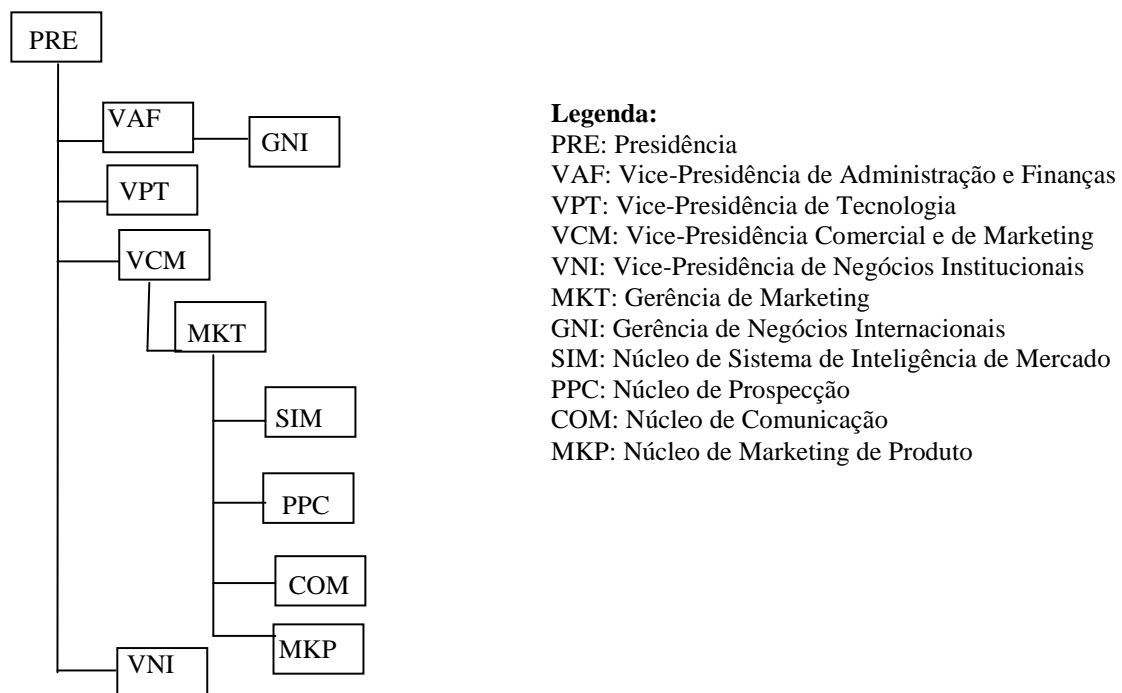 PRE
VAF
GNI
VPT
VCM
MKT
SIM
PPC
COM
MKP
VNI
Legenda:
PRE: Presidência
VAF: Vice-Presidência de Administração e Finanças
VPT: Vice-Presidência de Tecnologia
VCM: Vice-Presidência Comercial e de Marketing
VNI: Vice-Presidência de Negócios Institucionais
MKT: Gerência de Marketing
GNI: Gerência de Negócios Internacionais
SIM: Núcleo de Sistema de Inteligência de Mercado
PPC: Núcleo de Prospecção
COM: Núcleo de Comunicação
MKP: Núcleo de Marketing de Produto